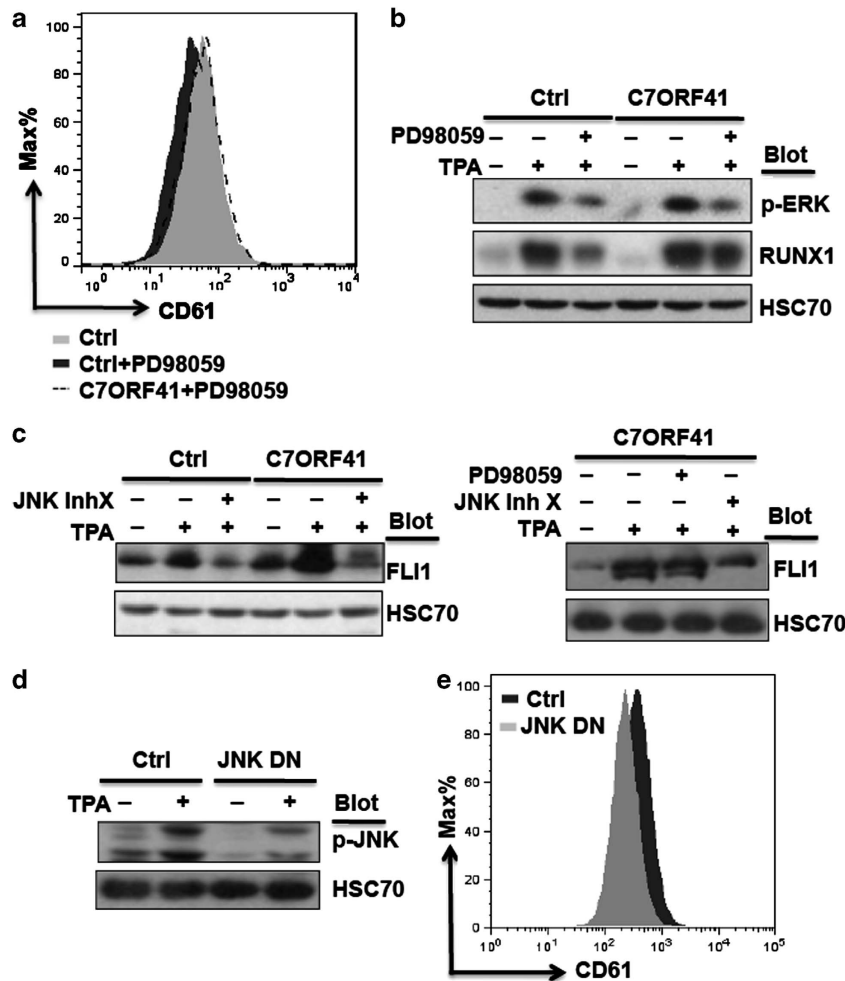 a
100
80
60
40
20
0
Max%
10^0 10^1 10^2 10^3 10^4
CD61
Ctrl
Ctrl+PD98059
C7ORF41+PD98059
b
Ctrl C7ORF41
PD98059 – – + – – +
TPA – + + – + + Blot
p-ERK
RUNX1
HSC70
c
Ctrl C7ORF41
JNK InhX – – + – – +
TPA – + + – + + Blot
FLI1
HSC70
C7ORF41
PD98059 – – + –
JNK Inh X – – – +
TPA – + + + Blot
FLI1
HSC70
d
Ctrl JNK DN
TPA – + – + Blot
p-JNK
HSC70
e
100
80
60
40
20
0
Max%
Ctrl
JNK DN
10^0 10^1 10^2 10^3 10^4 10^5
CD61